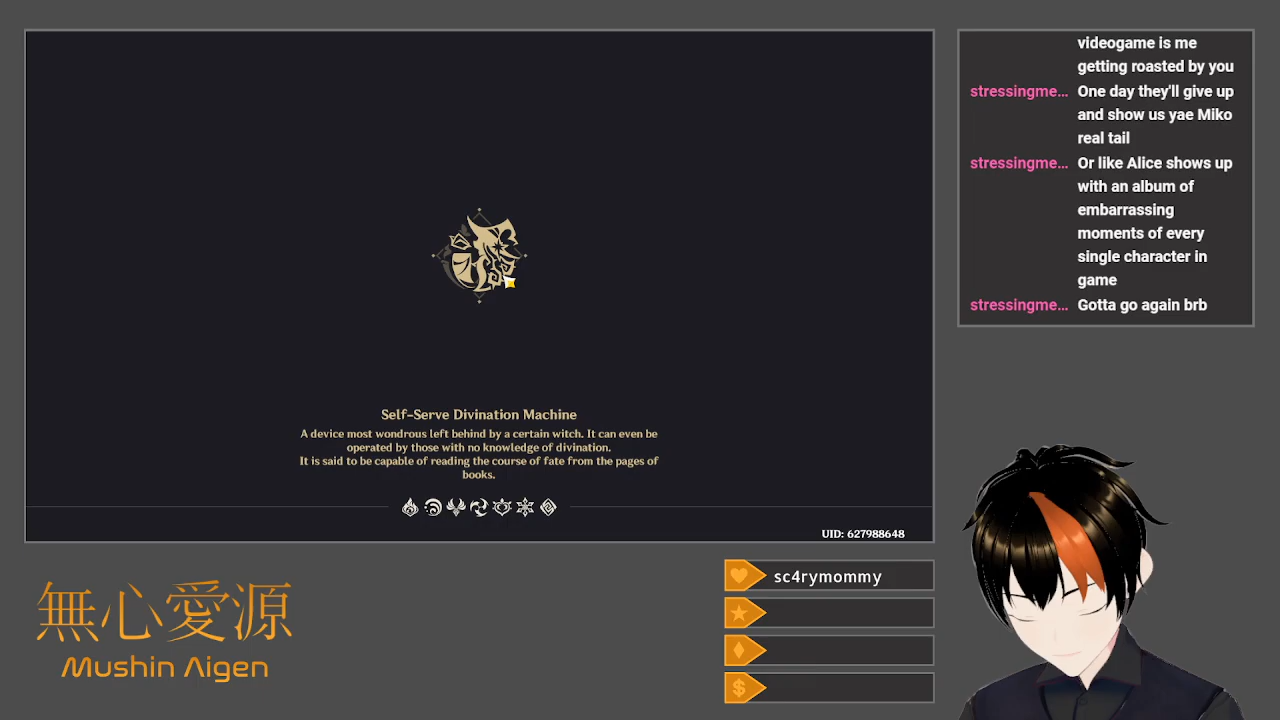 videogame is me
getting roasted by you
stressingme... One day they'll give up
and show us yae Miko
real tail
stressingme... Or like Alice shows up
with an album of
embarrassing
moments of every
single character in
game
stressingme... Gotta go again brb
Self-Serve Divination Machine
A device most wondrous left behind by a certain witch. It can even be
operated by those with no knowledge of divination.
It is said to be capable of reading the course of fate from the pages of
books.
UID: 627988648
無心愛源
Mushin Aigen
sc4rymommy
$